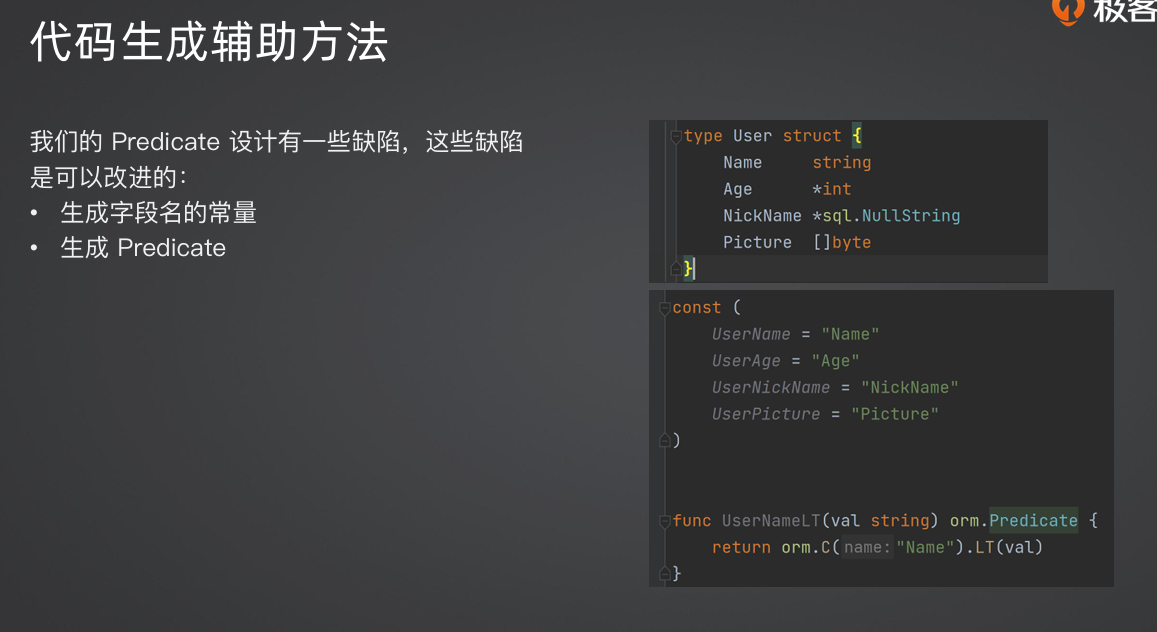 极客
代码生成辅助方法
我们的 Predicate 设计有一些缺陷，这些缺陷
是可以改进的：
• 生成字段名的常量
• 生成 Predicate
type User struct {
Name string
Age *int
NickName *sql.NullString
Picture []byte
}
const (
UserName = "Name"
UserAge = "Age"
UserNickName = "NickName"
UserPicture = "Picture"
)
func UserNameLT(val string) orm.Predicate {
return orm.C(name: "Name").LT(val)
}